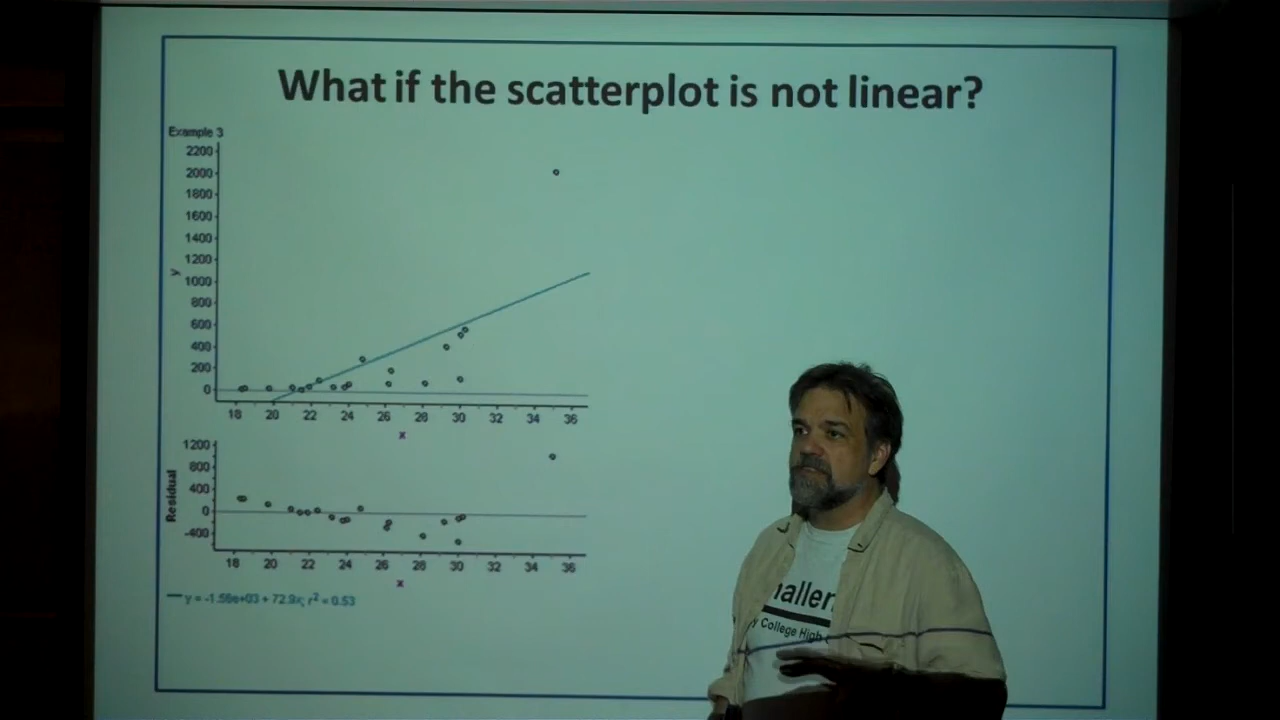 What if the scatterplot is not linear?
Example 3
2200
2000
1800
1600
1400
1200
y
1000
800
600
400
200
0
18 20 22 24 26 28 30 32 34 36
x
1200
800
400
Residual
0
-400
18 20 22 24 26 28 30 32 34 36
x
y = -1.56e+03 + 72.9x; r² = 0.53
College High